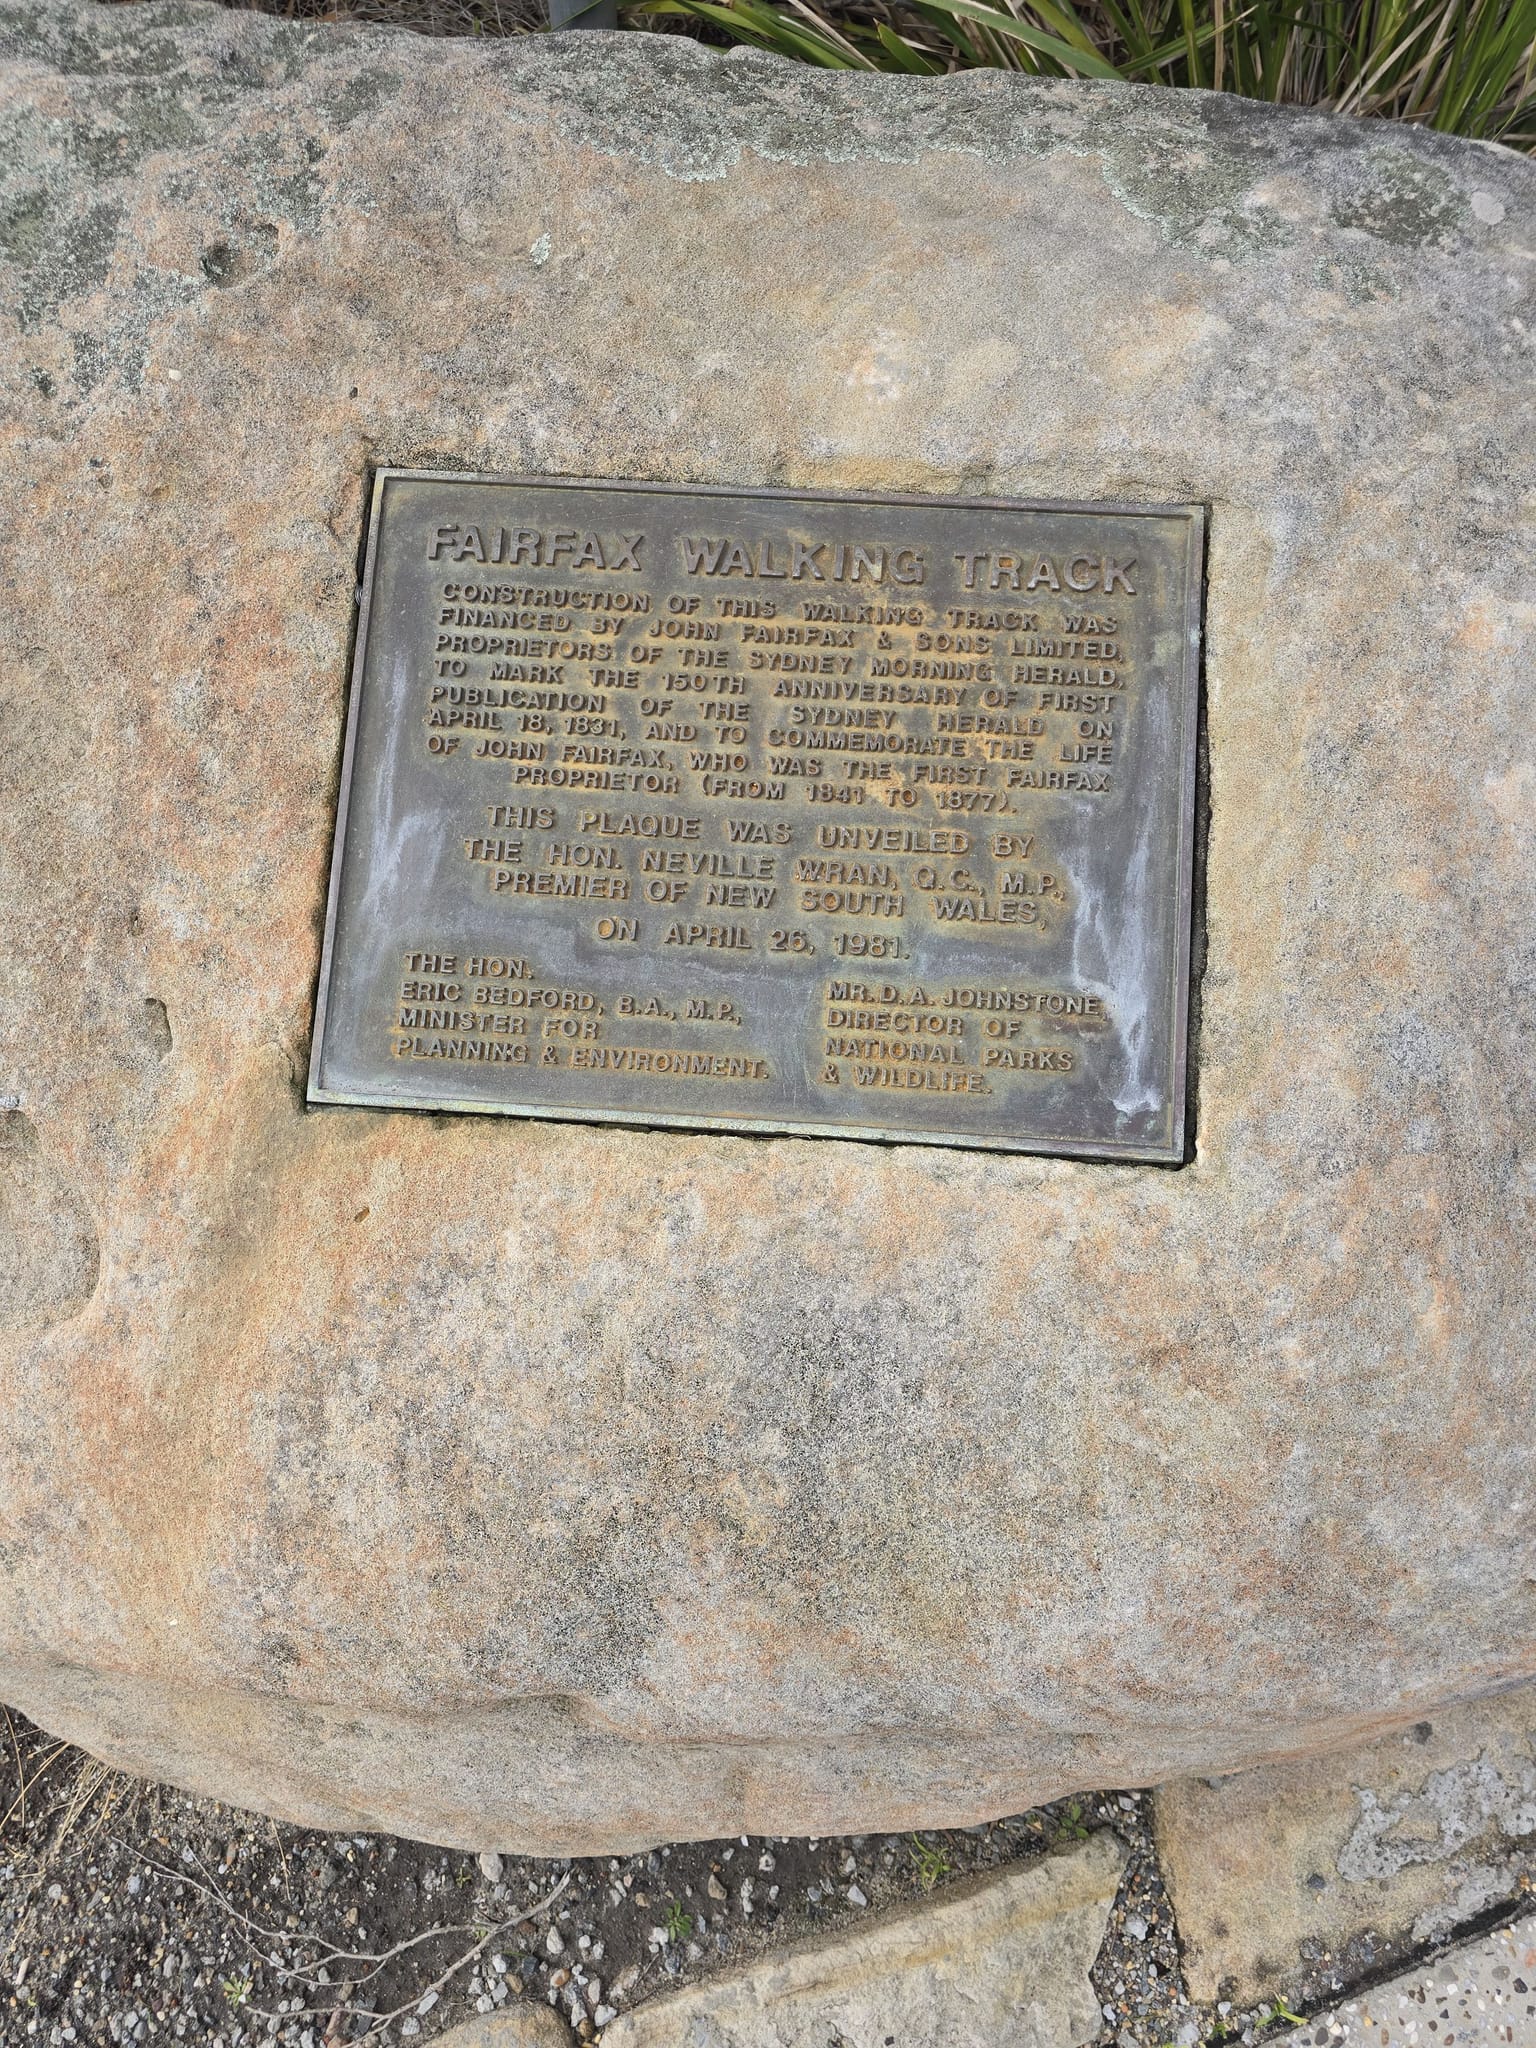 FAIRFAX WALKING TRACK
CONSTRUCTION OF THIS WALKING TRACK WAS
FINANCED BY JOHN FAIRFAX & SONS LIMITED,
PROPRIETORS OF THE SYDNEY MORNING HERALD,
TO MARK THE 150TH ANNIVERSARY OF FIRST
PUBLICATION OF THE SYDNEY HERALD ON
APRIL 18, 1831, AND TO COMMEMORATE THE LIFE
OF JOHN FAIRFAX, WHO WAS THE FIRST FAIRFAX
PROPRIETOR (FROM 1841 TO 1877).
THIS PLAQUE WAS UNVEILED BY
THE HON. NEVILLE WRAN, Q.C., M.P.,
PREMIER OF NEW SOUTH WALES,
ON APRIL 26, 1981.
THE HON.
ERIC BEDFORD, B.A., M.P.,
MINISTER FOR
PLANNING & ENVIRONMENT.
MR. D. A. JOHNSTONE,
DIRECTOR OF
NATIONAL PARKS
& WILDLIFE.